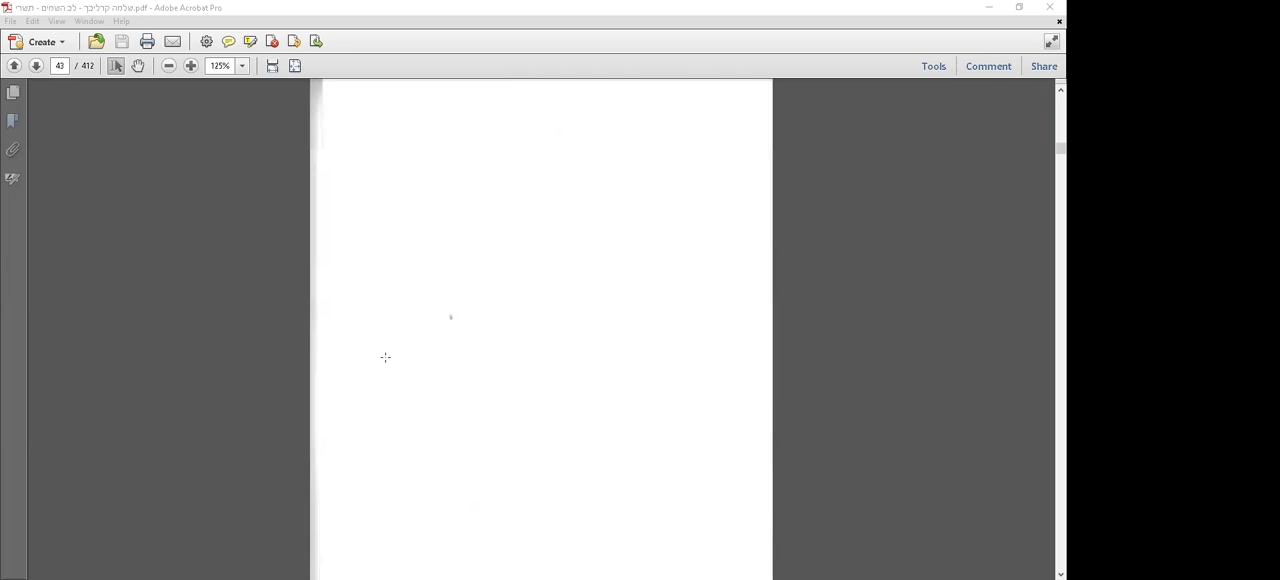 שלמה קרליבך - לב השמים - תשרי.pdf - Adobe Acrobat Pro
File Edit View Window Help
Create
43 / 412 125% Tools Comment Share